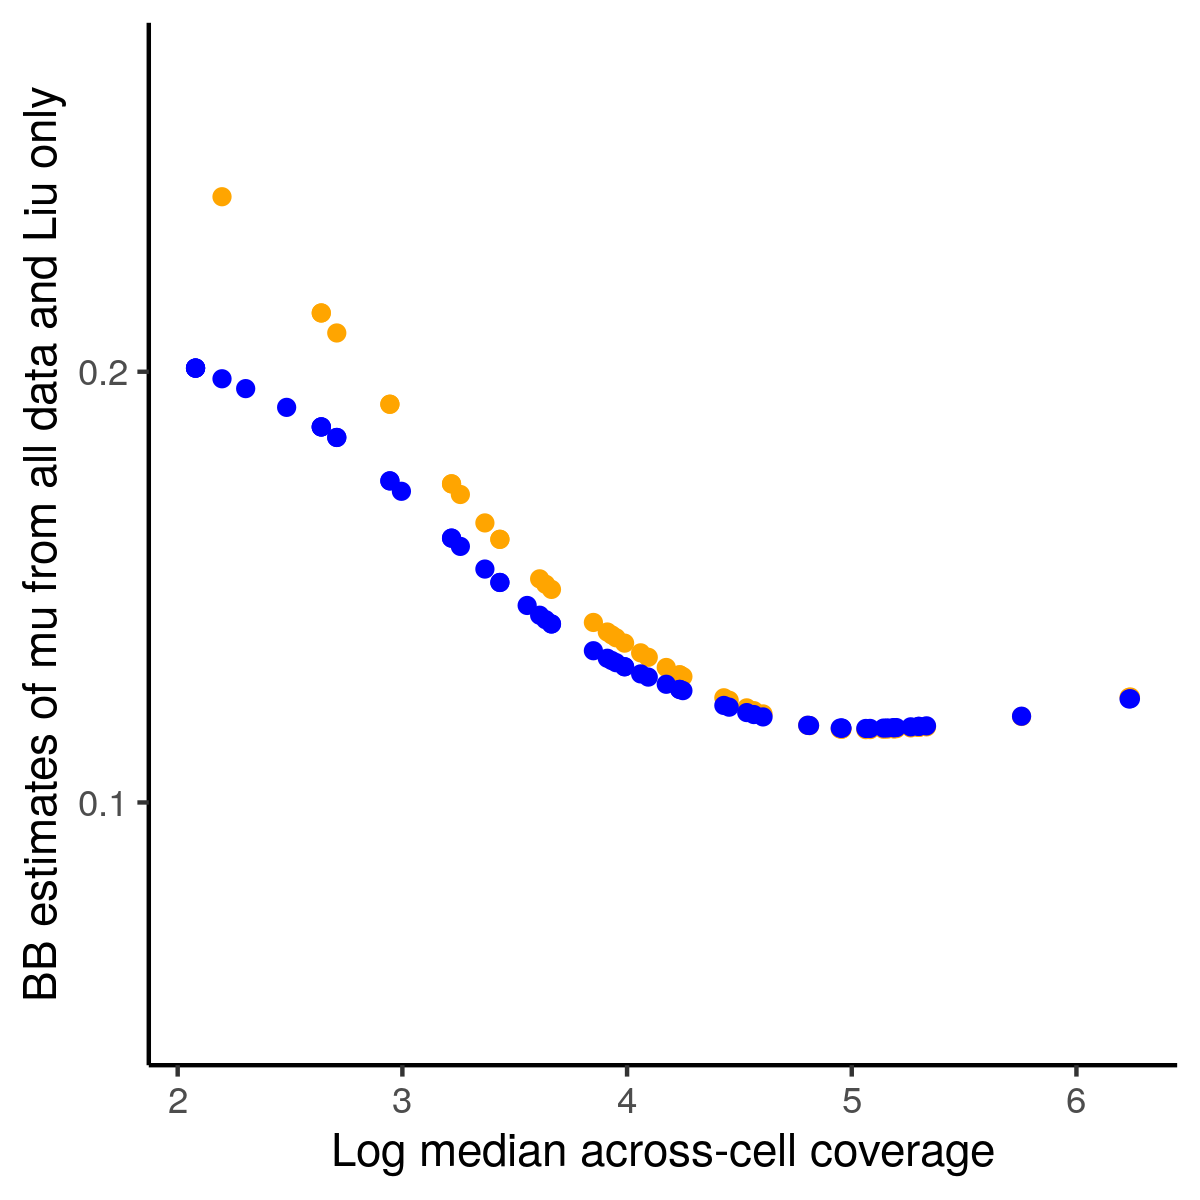 BB estimates of mu from all data and Liu only
0.2
0.1
2 3 4 5 6
Log median across-cell coverage